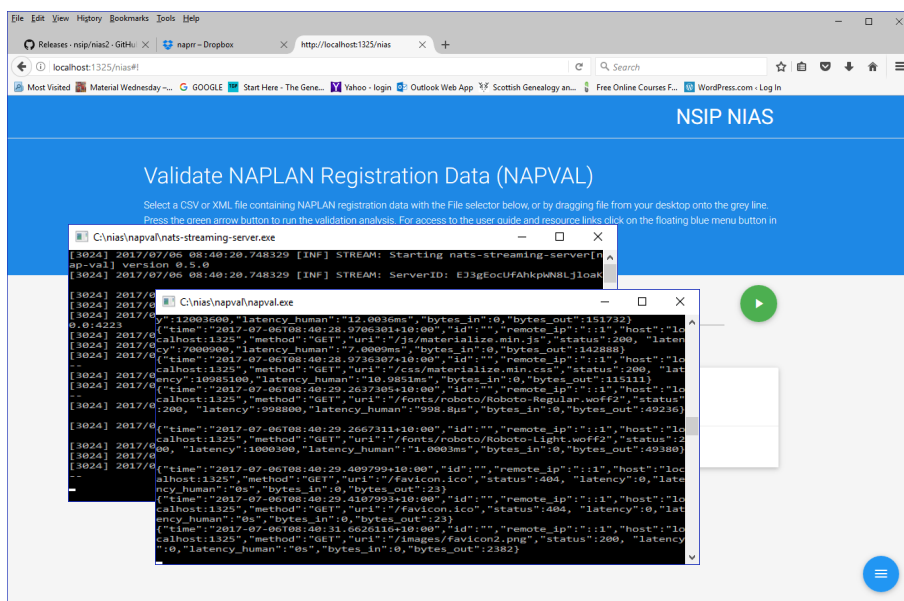 File Edit View History Bookmarks Tools Help
Releases · nsip/nias2 · GitHu
naprr – Dropbox
http://localhost:1325/nias
localhost:1325/nias#!
Search
Most Visited Material Wednesday –... GOOGLE Start Here - The Gene... Yahoo - login Outlook Web App Scottish Genealogy an... Free Online Courses F... WordPress.com ‹ Log In
NSIP NIAS
Validate NAPLAN Registration Data (NAPVAL)
Select a CSV or XML file containing NAPLAN registration data with the File selector below, or by dragging file from your desktop onto the grey line.
Press the green arrow button to run the validation analysis. For access to the user guide and resource links click on the floating blue menu button in
C:\nias\napval\nats-streaming-server.exe
[3024] 2017/07/06 08:40:20.748329 [INF] STREAM: Starting nats-streaming-server[n
ap-val] version 0.5.0
[3024] 2017/07/06 08:40:20.748329 [INF] STREAM: ServerID: EJ3gEocUfAhkpWN8Ljloak
[3024] 2017/0
[3024] 2017/0
[3024] 2017/0
0.0:4223
[3024] 2017/0
[3024] 2017/0
[3024] 2017/0
--
[3024] 2017/0
[3024] 2017/0
--
[3024] 2017/0
[3024] 2017/0
[3024] 2017/0
[3024] 2017/0
[3024] 2017/0
--
C:\nias\napval\napval.exe
y":12003600,"latency_human":"12.0036ms","bytes_in":0,"bytes_out":151732}
{"time":"2017-07-06T08:40:28.9706301+10:00","id":"","remote_ip":"::1","host":"lo
calhost:1325","method":"GET","uri":"/js/materialize.min.js","status":200, "laten
cy":7000900,"latency_human":"7.0009ms","bytes_in":0,"bytes_out":142888}
{"time":"2017-07-06T08:40:28.9736307+10:00","id":"","remote_ip":"::1","host":"lo
calhost:1325","method":"GET","uri":"/css/materialize.min.css","status":200, "lat
ency":10985100,"latency_human":"10.9851ms","bytes_in":0,"bytes_out":115111}
{"time":"2017-07-06T08:40:29.2637305+10:00","id":"","remote_ip":"::1","host":"lo
calhost:1325","method":"GET","uri":"/fonts/roboto/Roboto-Regular.woff2","status"
:200, "latency":998800,"latency_human":"998.8µs","bytes_in":0,"bytes_out":49236}
{"time":"2017-07-06T08:40:29.2667311+10:00","id":"","remote_ip":"::1","host":"lo
calhost:1325","method":"GET","uri":"/fonts/roboto/Roboto-Light.woff2","status":2
00, "latency":1000300,"latency_human":"1.0003ms","bytes_in":0,"bytes_out":49380}
{"time":"2017-07-06T08:40:29.409799+10:00","id":"","remote_ip":"::1","host":"loc
alhost:1325","method":"GET","uri":"/favicon.ico","status":404, "latency":0,"late
ncy_human":"0s","bytes_in":0,"bytes_out":23}
{"time":"2017-07-06T08:40:29.4107993+10:00","id":"","remote_ip":"::1","host":"lo
calhost:1325","method":"GET","uri":"/favicon.ico","status":404, "latency":0,"lat
ency_human":"0s","bytes_in":0,"bytes_out":23}
{"time":"2017-07-06T08:40:31.6626116+10:00","id":"","remote_ip":"::1","host":"lo
calhost:1325","method":"GET","uri":"/images/favicon2.png","status":200, "latency
":0,"latency_human":"0s","bytes_in":0,"bytes_out":2382}